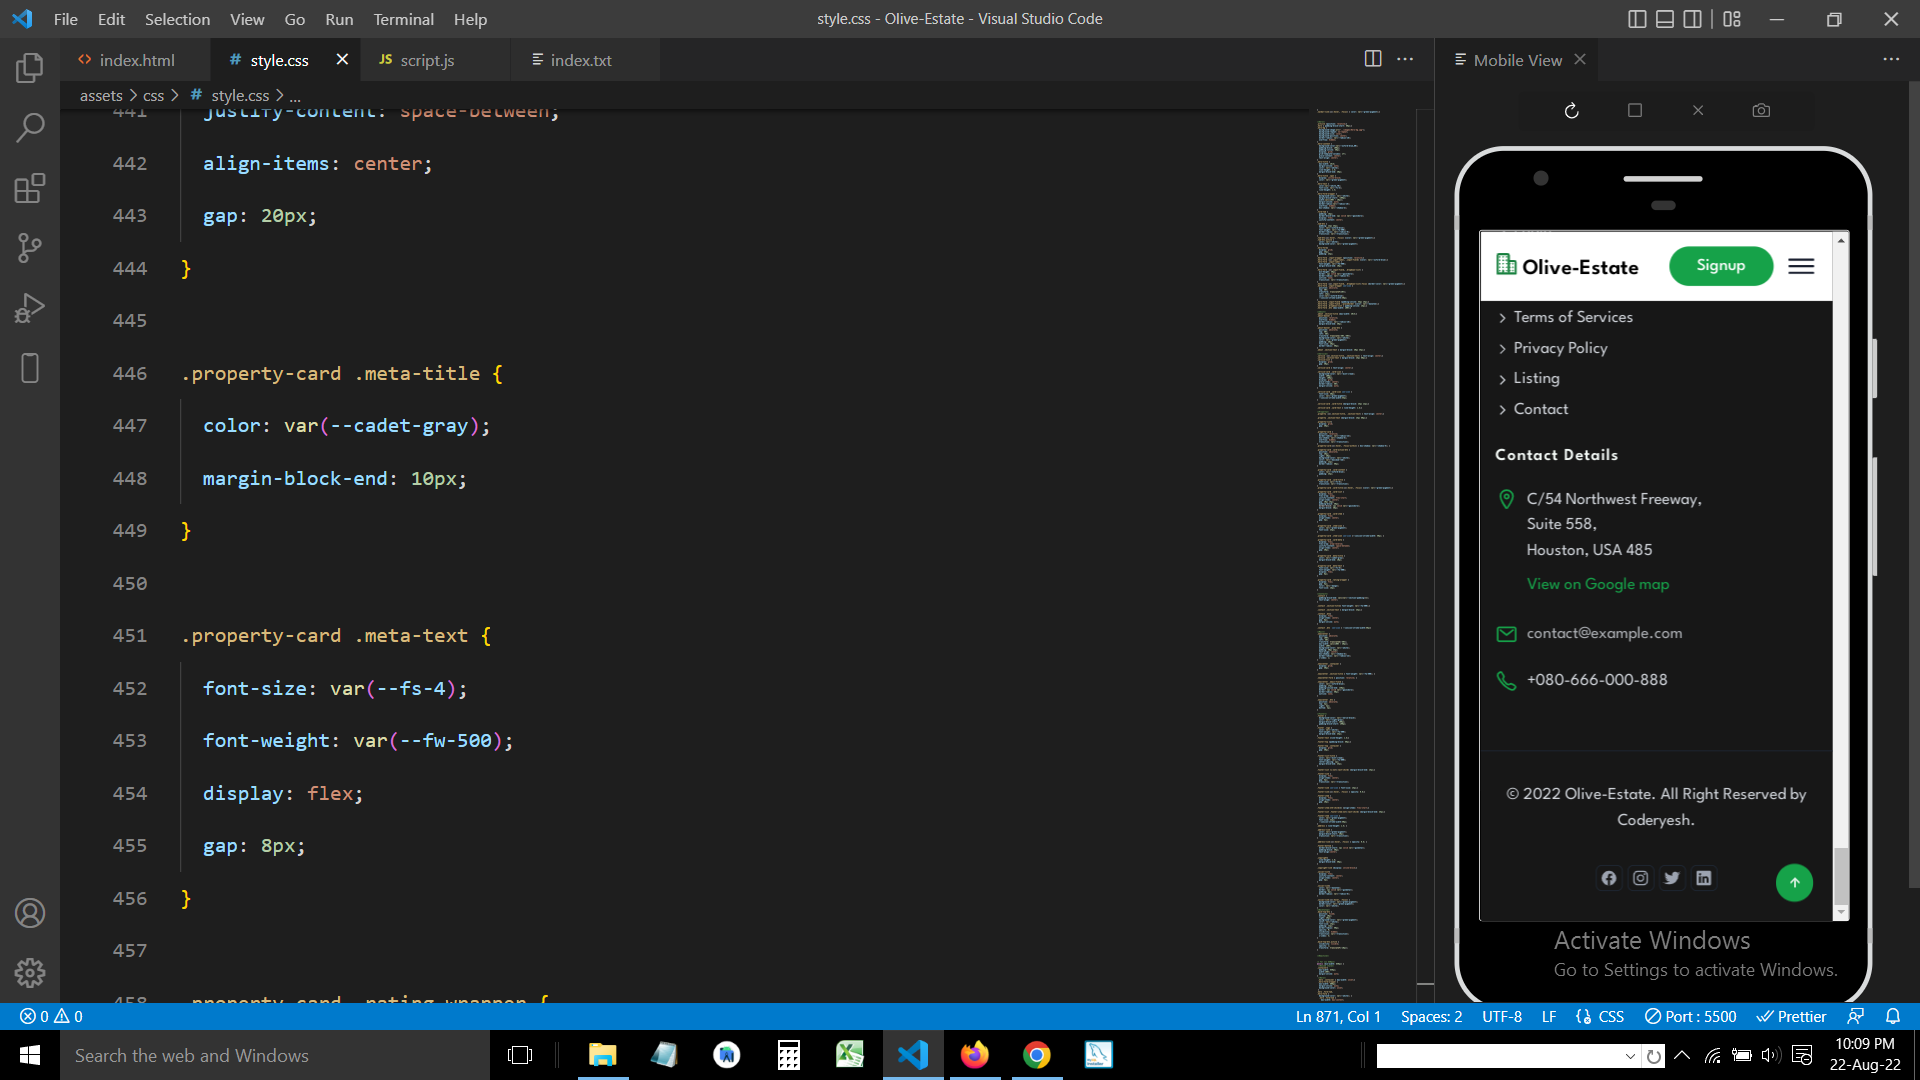 File Edit Selection View Go Run Terminal Help
style.css - Olive-Estate - Visual Studio Code
index.html
# style.css
JS script.js
index.txt
Mobile View
assets > css > # style.css > ...
441 justify-content: space-between;
442 align-items: center;
443 gap: 20px;
444 }
445
446 .property-card .meta-title {
447 color: var(--cadet-gray);
448 margin-block-end: 10px;
449 }
450
451 .property-card .meta-text {
452 font-size: var(--fs-4);
453 font-weight: var(--fw-500);
454 display: flex;
455 gap: 8px;
456 }
457
458 .property-card .rating-wrapper {
Olive-Estate
Signup
Terms of Services
Privacy Policy
Listing
Contact
Contact Details
C/54 Northwest Freeway,
Suite 558,
Houston, USA 485
View on Google map
contact@example.com
+080-666-000-888
© 2022 Olive-Estate. All Right Reserved by
Coderyesh.
Activate Windows
Go to Settings to activate Windows.
0 0
Ln 871, Col 1 Spaces: 2 UTF-8 LF {} CSS Port : 5500 Prettier
Search the web and Windows
10:09 PM
22-Aug-22